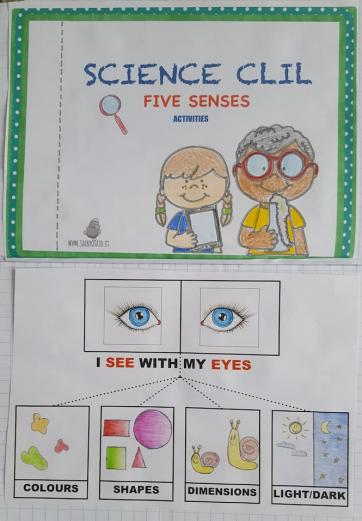 SCIENCE CLIL
FIVE SENSES
ACTIVITIES
I SEE WITH MY EYES
COLOURS
SHAPES
DIMENSIONS
LIGHT/DARK